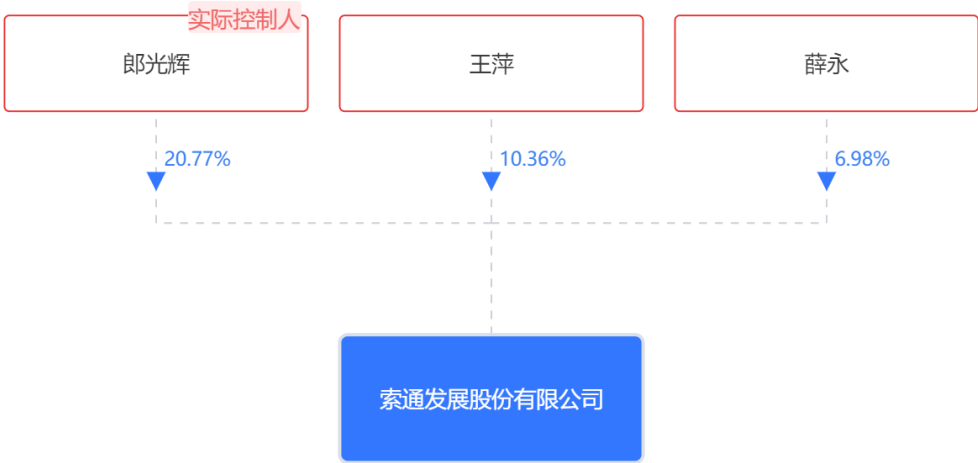 实际控制人
郎光辉
王萍
薛永
20.77%
10.36%
6.98%
索通发展股份有限公司